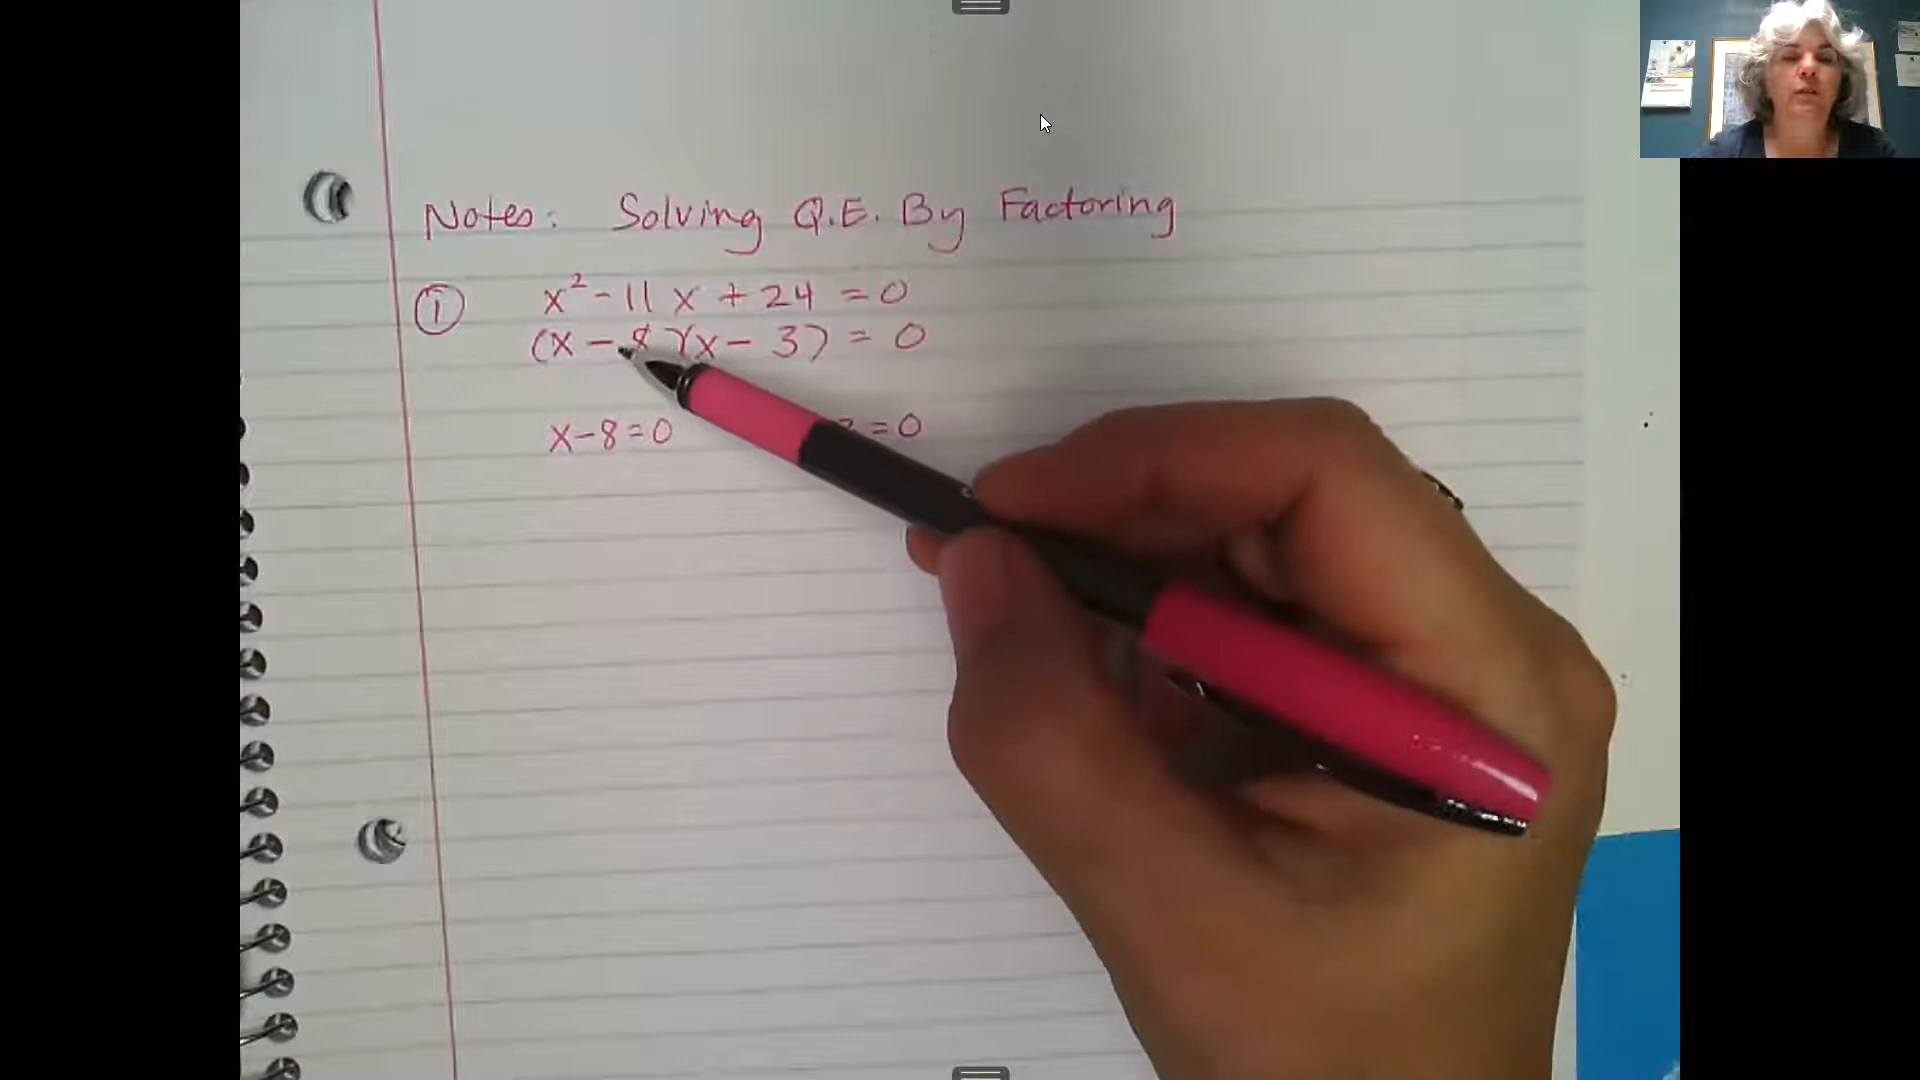 Notes: Solving Q.E. By Factoring
① x² - 11x + 24 = 0
(x - 8)(x - 3) = 0
x - 8 = 0 = 0